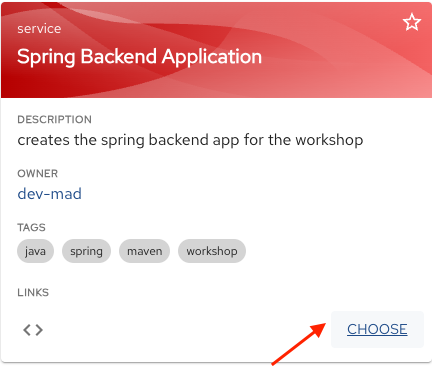 service
Spring Backend Application
DESCRIPTION
creates the spring backend app for the workshop
OWNER
dev-mad
TAGS
java spring maven workshop
LINKS
CHOOSE